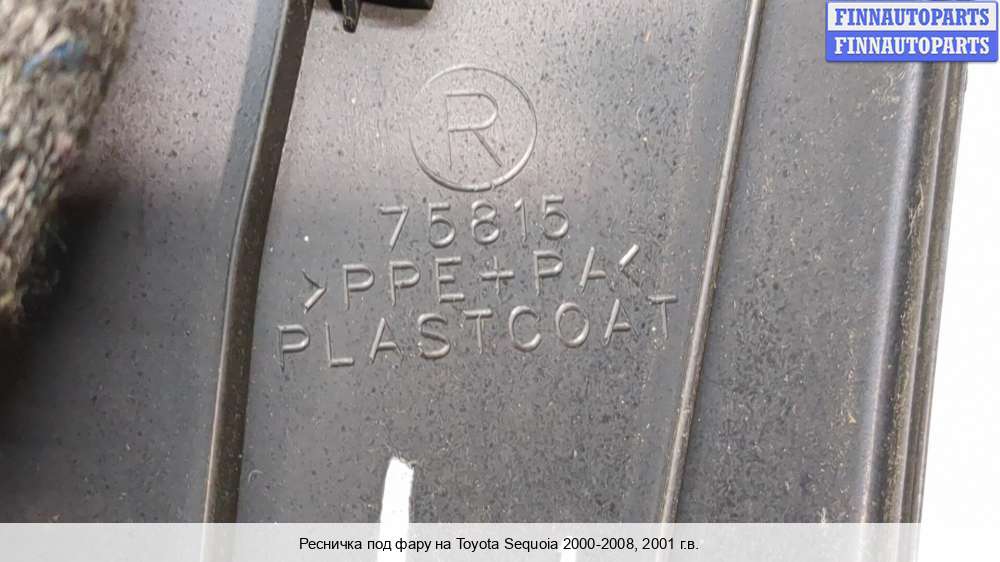 FINNAUTOPARTS
FINNAUTOPARTS
R
75815
>PPE+PA<
PLASTCOAT
Ресничка под фару на Toyota Sequoia 2000-2008, 2001 г.в.